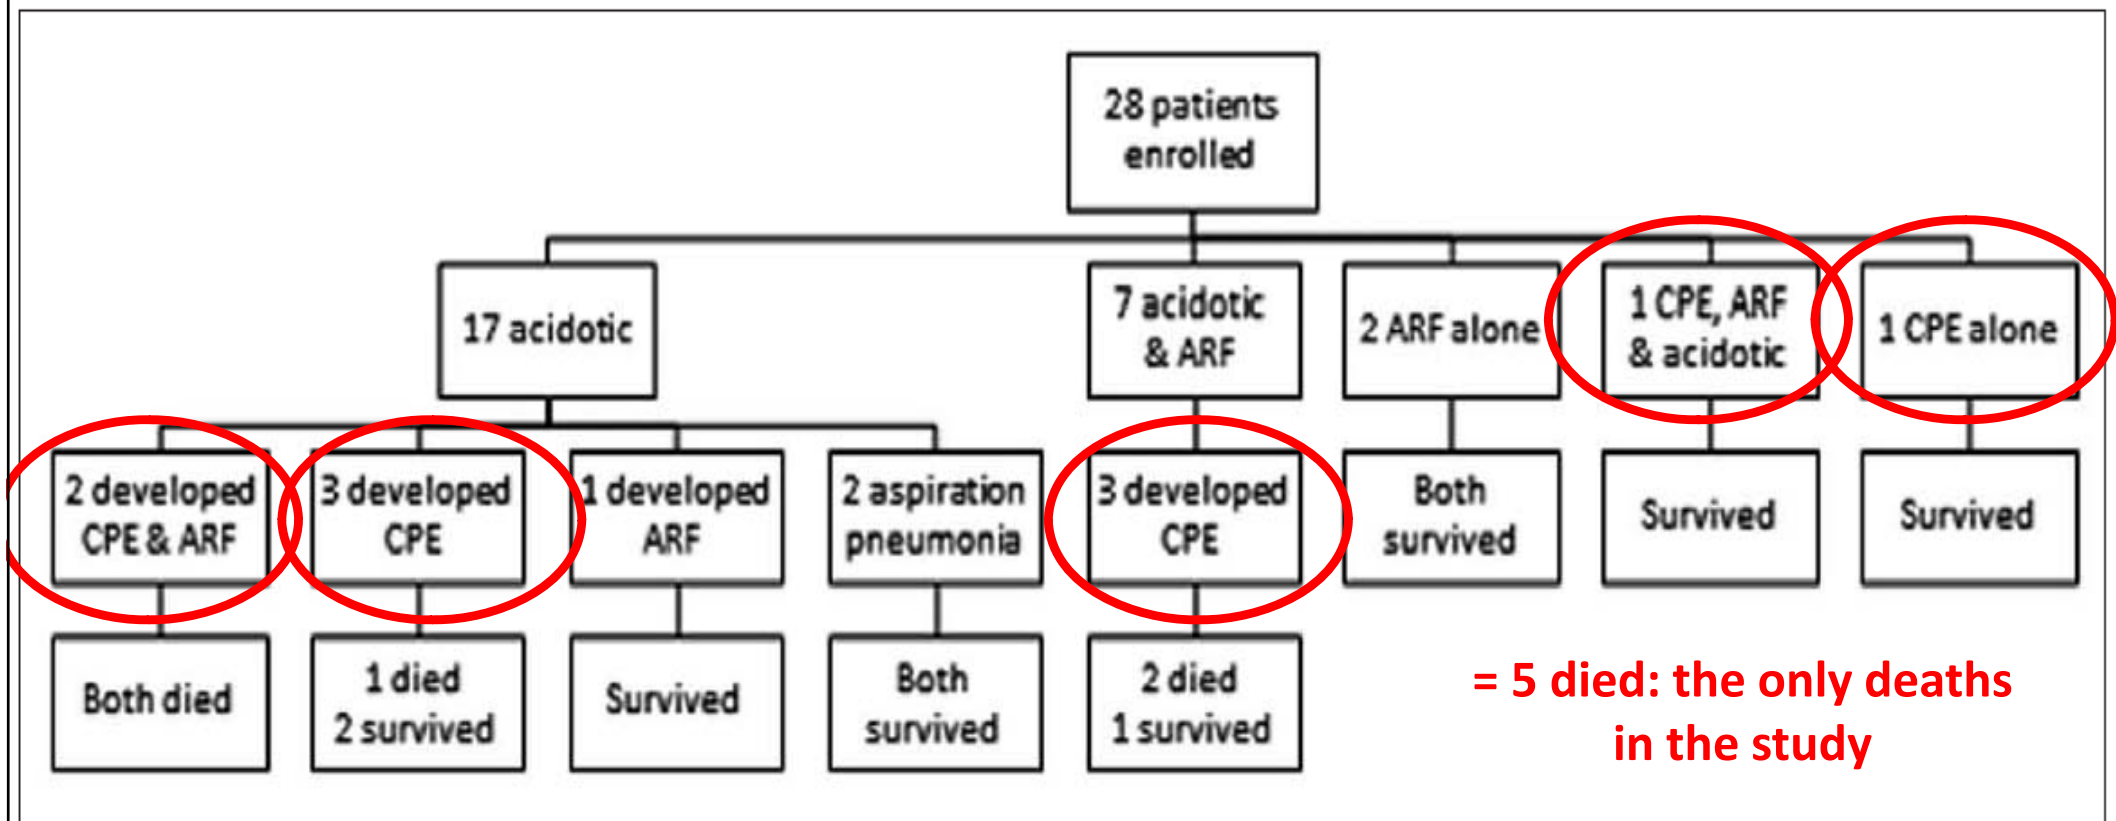 28 patients
enrolled
17 acidotic
7 acidotic
& ARF
2 ARF alone
1 CPE, ARF
& acidotic
1 CPE alone
2 developed
CPE & ARF
3 developed
CPE
1 developed
ARF
2 aspiration
pneumonia
3 developed
CPE
Both
survived
Survived
Survived
Both died
1 died
2 survived
Survived
Both
survived
2 died
1 survived
= 5 died: the only deaths
in the study